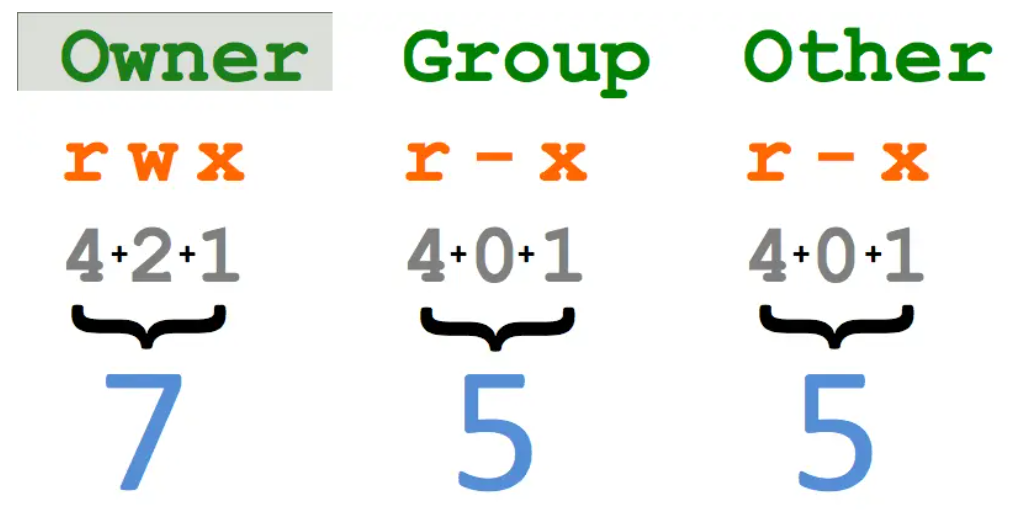 Owner Group Other
r w x r - x r - x
4+2+1 4+0+1 4+0+1
7 5 5